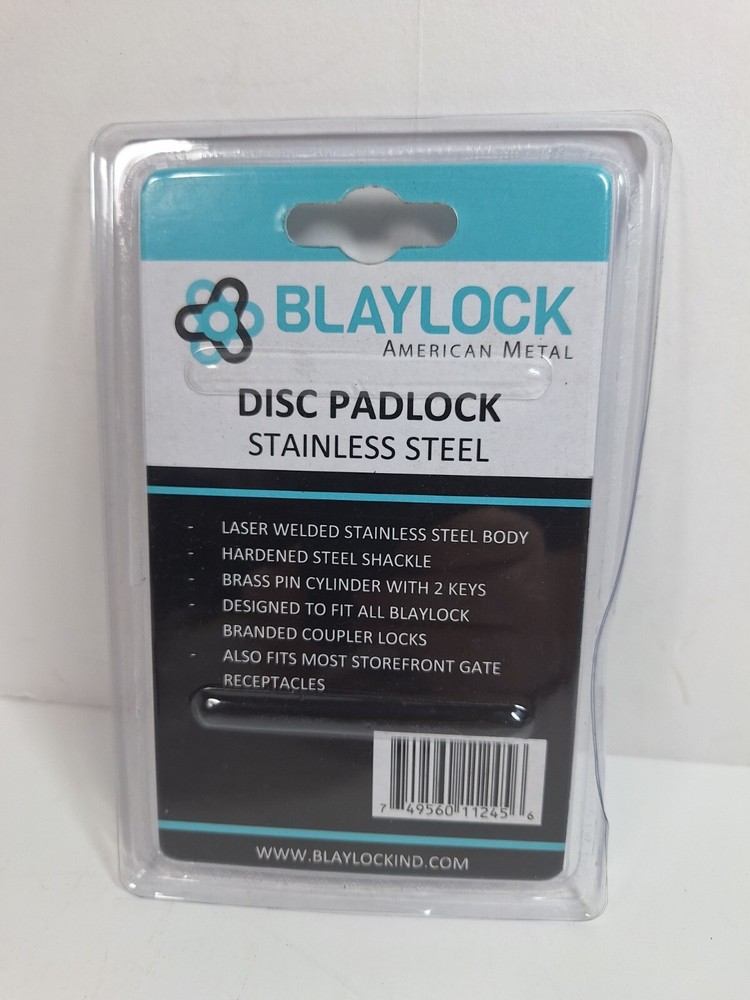 BLAYLOCK
AMERICAN METAL
DISC PADLOCK
STAINLESS STEEL
- LASER WELDED STAINLESS STEEL BODY
- HARDENED STEEL SHACKLE
- BRASS PIN CYLINDER WITH 2 KEYS
- DESIGNED TO FIT ALL BLAYLOCK
BRANDED COUPLER LOCKS
- ALSO FITS MOST STOREFRONT GATE
RECEPTACLES
7 49560 11245 6
WWW.BLAYLOCKIND.COM